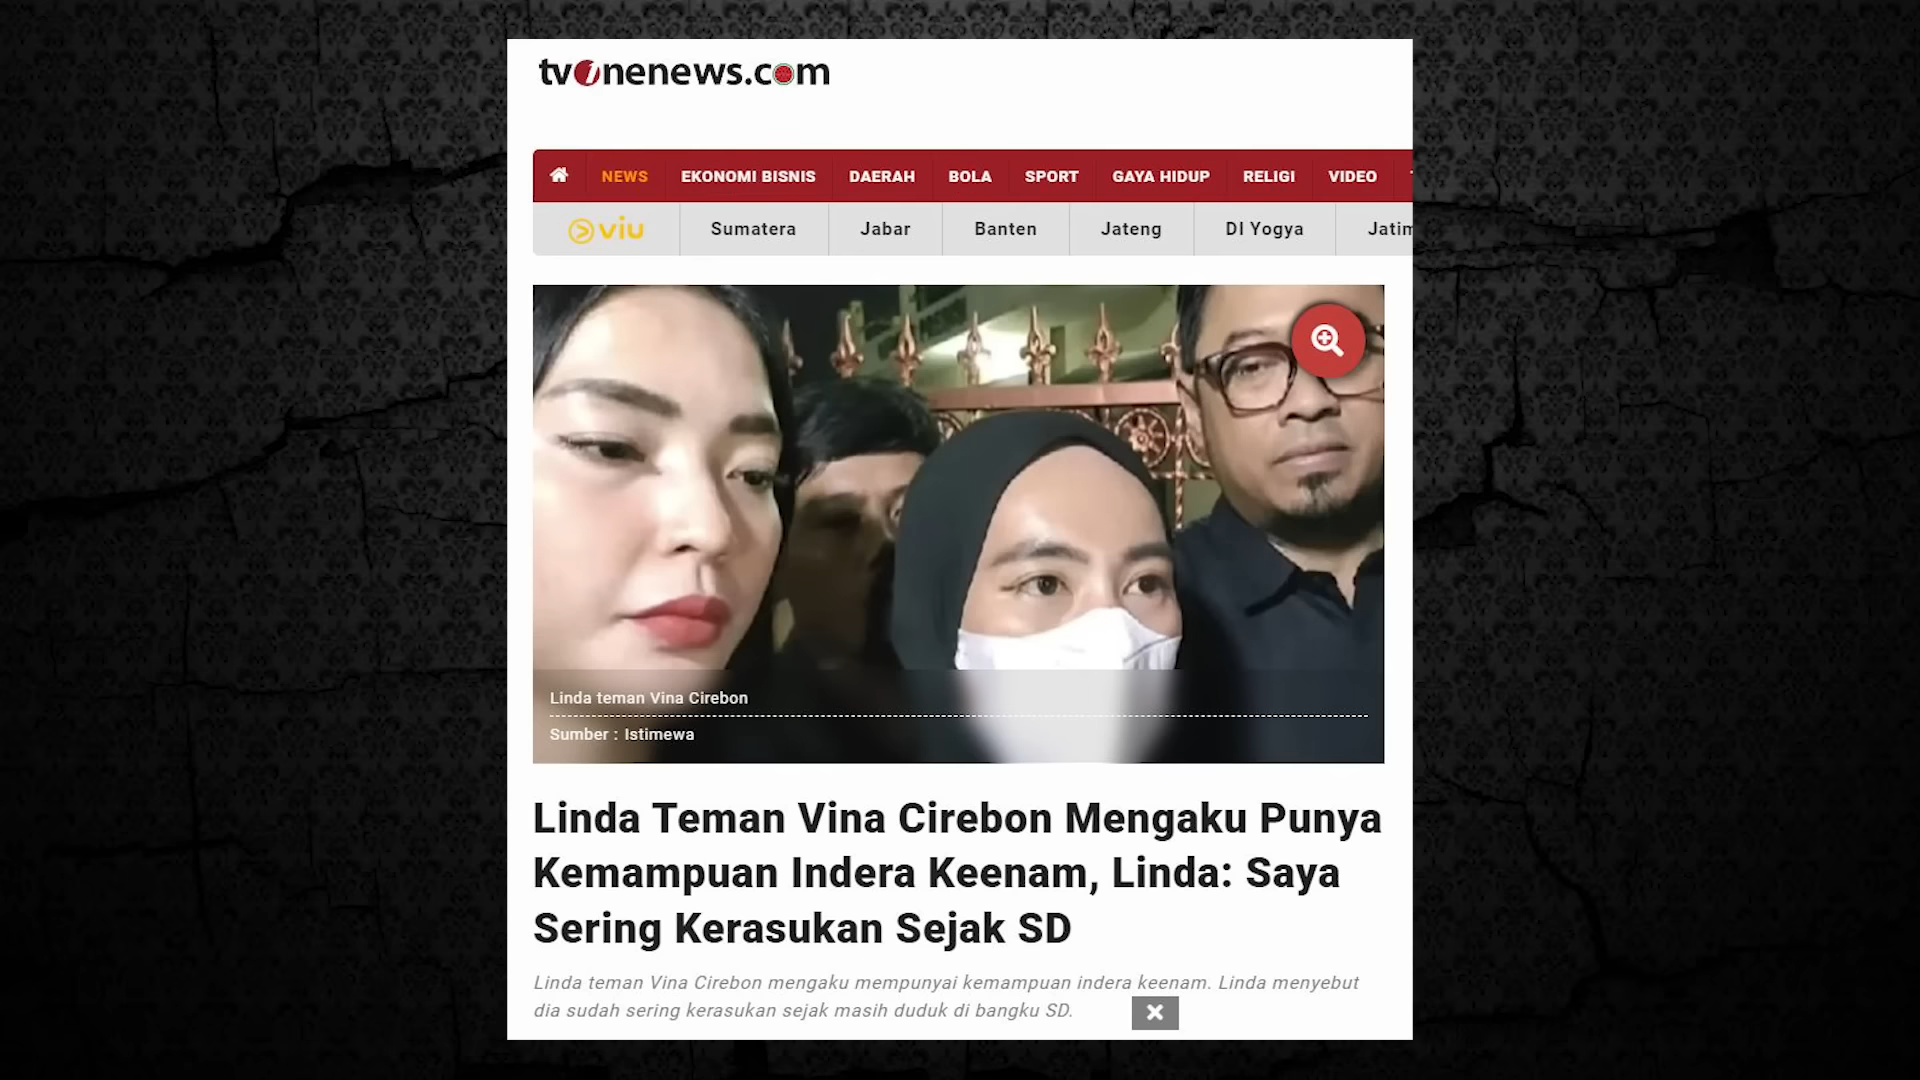 tvOnenews.com
NEWS EKONOMI BISNIS DAERAH BOLA SPORT GAYA HIDUP RELIGI VIDEO
viu Sumatera Jabar Banten Jateng DI Yogya Jatim
Linda teman Vina Cirebon
Sumber : Istimewa
Linda Teman Vina Cirebon Mengaku Punya
Kemampuan Indera Keenam, Linda: Saya
Sering Kerasukan Sejak SD
Linda teman Vina Cirebon mengaku mempunyai kemampuan indera keenam. Linda menyebut
dia sudah sering kerasukan sejak masih duduk di bangku SD.